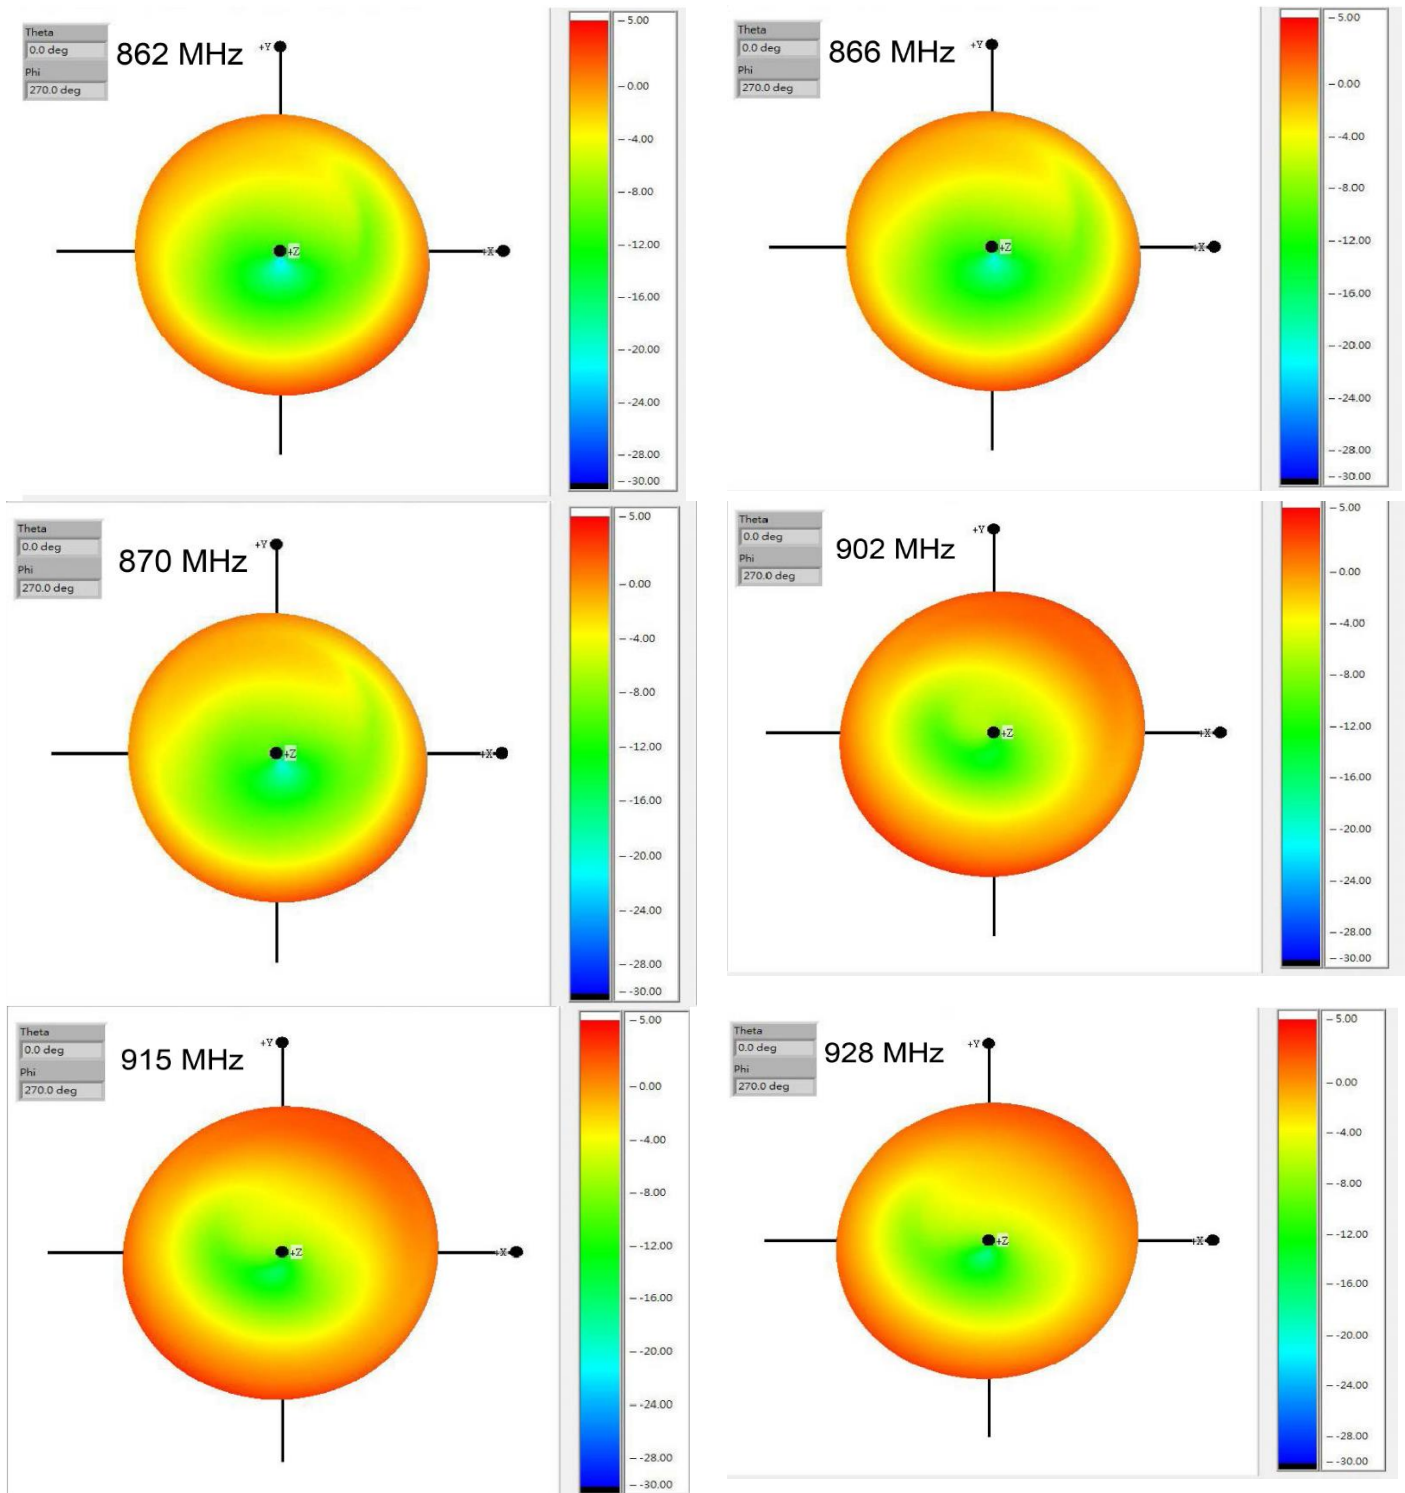 Theta
0.0 deg
Phi
270.0 deg
862 MHz
+Y
+Z
+X
5.00
0.00
-4.00
-8.00
-12.00
-16.00
-20.00
-24.00
-28.00
-30.00
Theta
0.0 deg
Phi
270.0 deg
866 MHz
+Y
+Z
+X
5.00
0.00
-4.00
-8.00
-12.00
-16.00
-20.00
-24.00
-28.00
-30.00
Theta
0.0 deg
Phi
270.0 deg
870 MHz
+Y
+Z
+X
5.00
0.00
-4.00
-8.00
-12.00
-16.00
-20.00
-24.00
-28.00
-30.00
Theta
0.0 deg
Phi
270.0 deg
902 MHz
+Y
+Z
+X
5.00
0.00
-4.00
-8.00
-12.00
-16.00
-20.00
-24.00
-28.00
-30.00
Theta
0.0 deg
Phi
270.0 deg
915 MHz
+Y
+Z
+X
5.00
0.00
-4.00
-8.00
-12.00
-16.00
-20.00
-24.00
-28.00
-30.00
Theta
0.0 deg
Phi
270.0 deg
928 MHz
+Y
+Z
+X
5.00
0.00
-4.00
-8.00
-12.00
-16.00
-20.00
-24.00
-28.00
-30.00